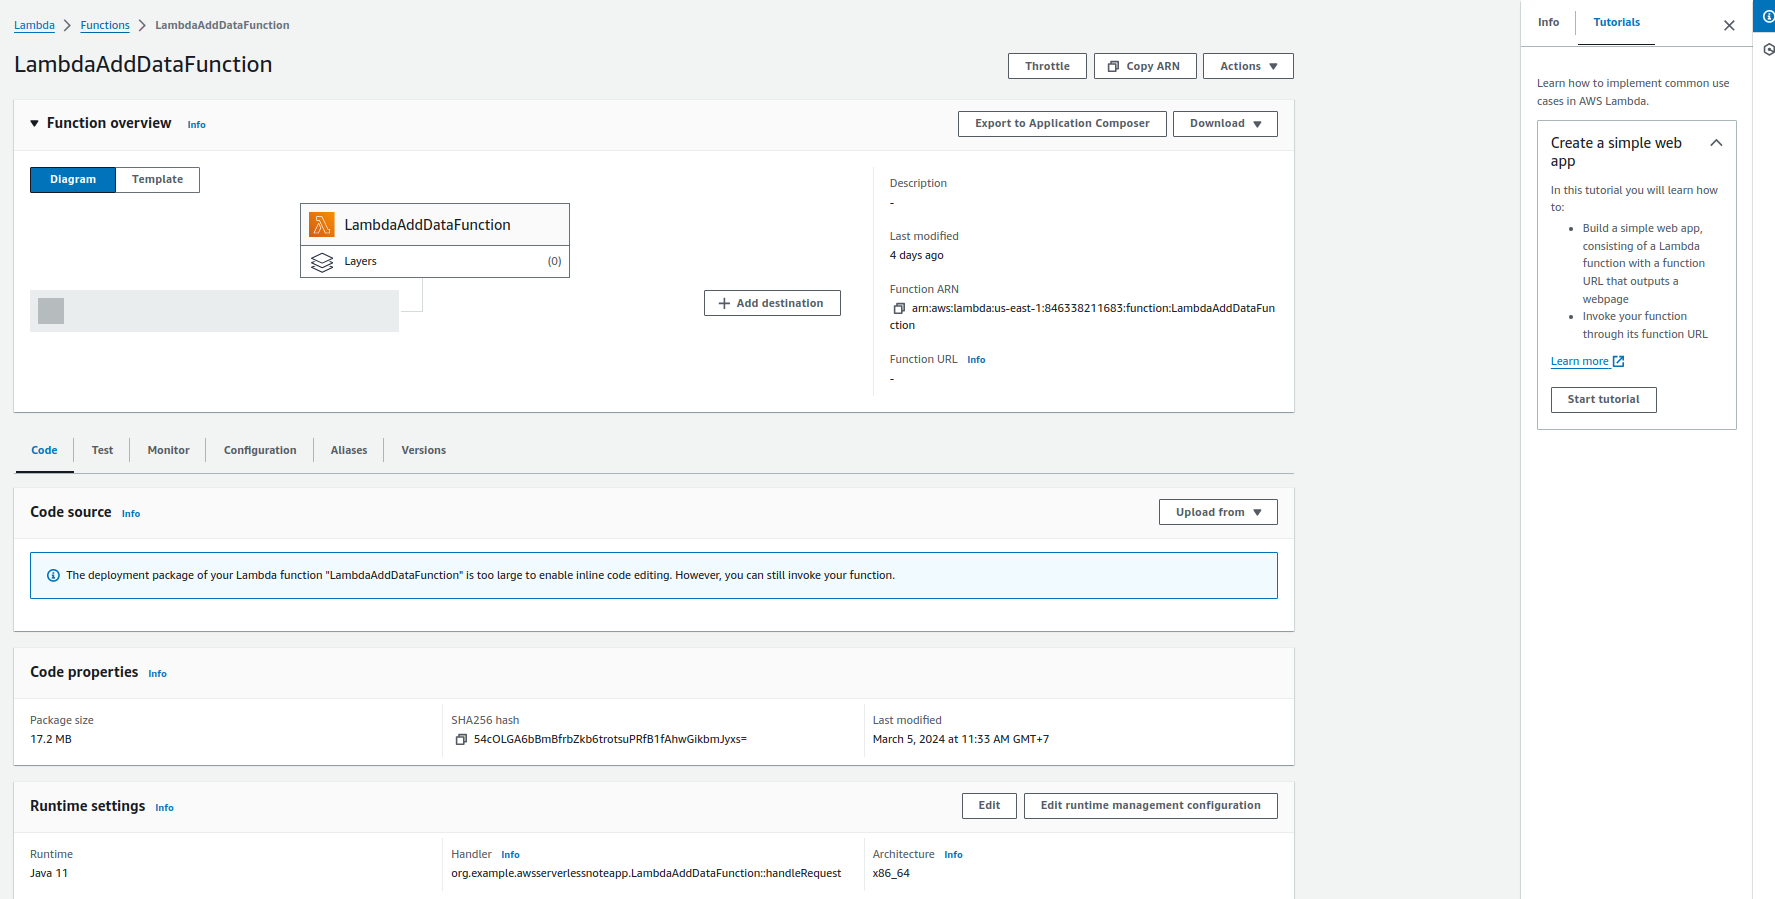 Lambda > Functions > LambdaAddDataFunction
LambdaAddDataFunction
Throttle
Copy ARN
Actions
Function overview Info
Export to Application Composer
Download
Diagram
Template
LambdaAddDataFunction
Layers (0)
Add destination
Description
-
Last modified
4 days ago
Function ARN
arn:aws:lambda:us-east-1:846338211683:function:LambdaAddDataFun
ction
Function URL Info
-
Code
Test
Monitor
Configuration
Aliases
Versions
Code source Info
Upload from
The deployment package of your Lambda function "LambdaAddDataFunction" is too large to enable inline code editing. However, you can still invoke your function.
Code properties Info
Package size
17.2 MB
SHA256 hash
54cOLGA6bBmBfrbZkb6trotsuPRfB1fAhwGikbmJyxs=
Last modified
March 5, 2024 at 11:33 AM GMT+7
Runtime settings Info
Edit
Edit runtime management configuration
Runtime
Java 11
Handler Info
org.example.awsserverlessnoteapp.LambdaAddDataFunction::handleRequest
Architecture Info
x86_64
Info
Tutorials
Learn how to implement common use
cases in AWS Lambda.
Create a simple web
app
In this tutorial you will learn how
to:
• Build a simple web app,
consisting of a Lambda
function with a function
URL that outputs a
webpage
• Invoke your function
through its function URL
Learn more
Start tutorial